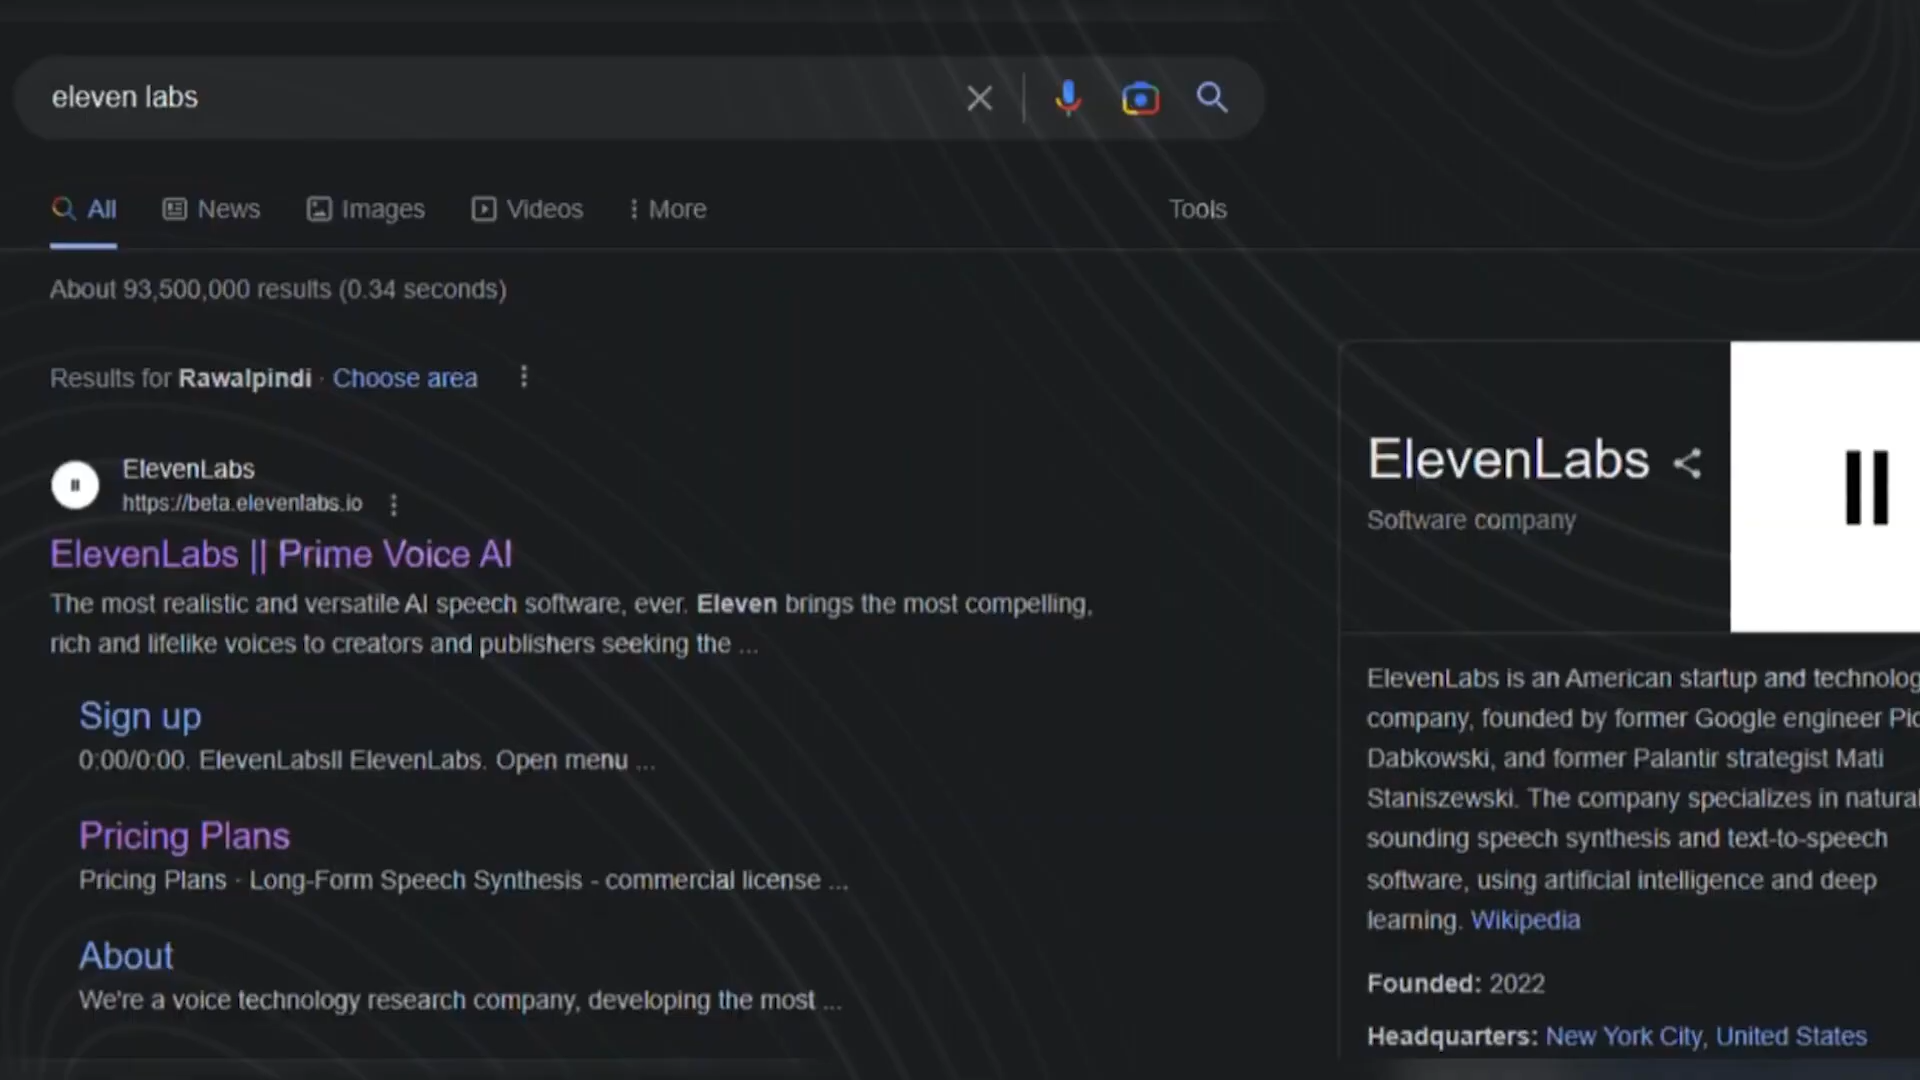 eleven labs
All News Images Videos More Tools
About 93,500,000 results (0.34 seconds)
Results for Rawalpindi · Choose area
ElevenLabs
https://beta.elevenlabs.io
ElevenLabs || Prime Voice AI
The most realistic and versatile AI speech software, ever. Eleven brings the most compelling,
rich and lifelike voices to creators and publishers seeking the ...
Sign up
0:00/0:00. ElevenLabsll ElevenLabs. Open menu ...
Pricing Plans
Pricing Plans · Long-Form Speech Synthesis - commercial license ...
About
We're a voice technology research company, developing the most ...
ElevenLabs
Software company
ElevenLabs is an American startup and technolog
company, founded by former Google engineer Pio
Dabkowski, and former Palantir strategist Mati
Staniszewski. The company specializes in natural
sounding speech synthesis and text-to-speech
software, using artificial intelligence and deep
learning. Wikipedia
Founded: 2022
Headquarters: New York City, United States